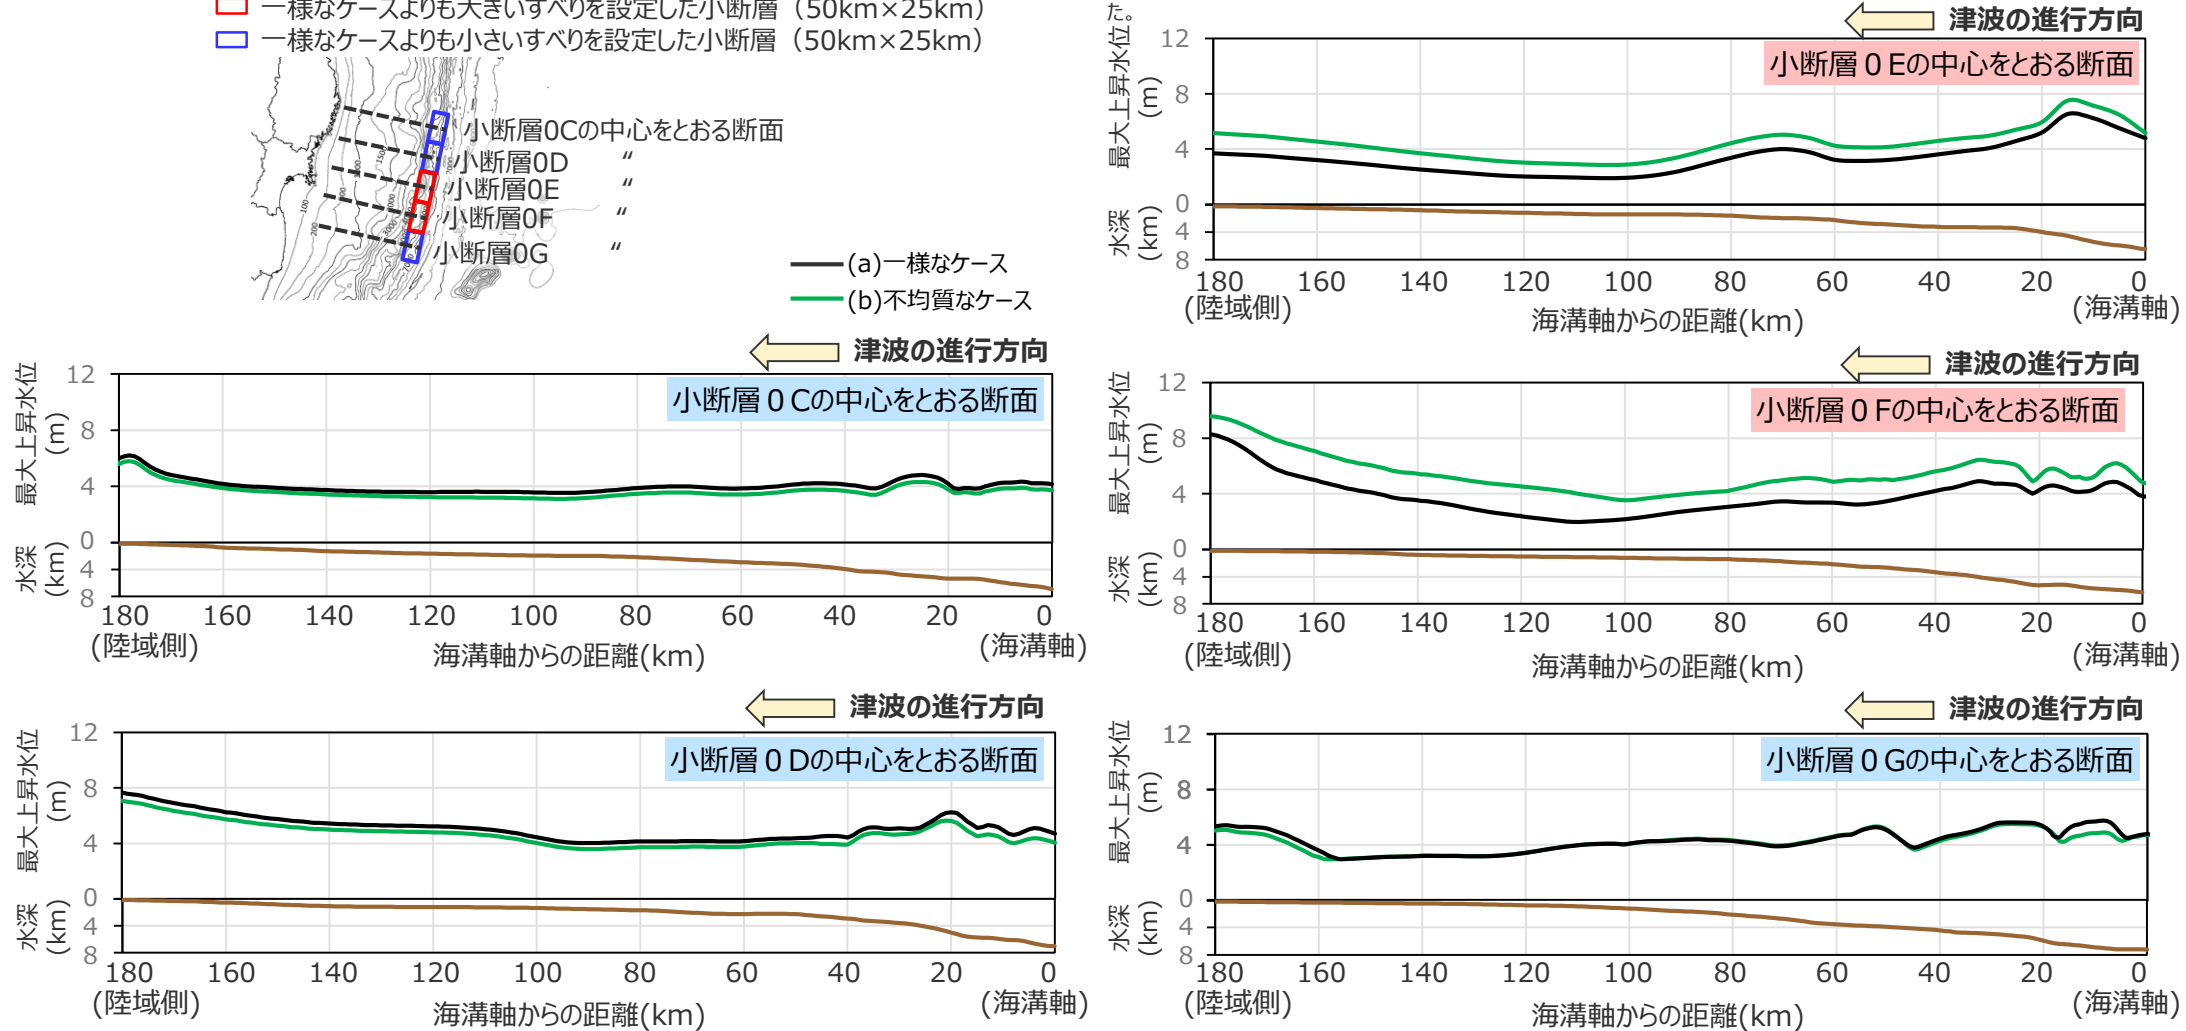 一様なケースよりも大きいすべりを設定した小断層（50km×25km）
一様なケースよりも小さいすべりを設定した小断層（50km×25km）
小断層0Cの中心をとおる断面
小断層0D　　　“
小断層0E　　　“
小断層0F　　　“
小断層0G　　　“
(a)一様なケース
(b)不均質なケース
た。
津波の進行方向
小断層０Eの中心をとおる断面
最大上昇水位
(m)
12
8
4
0
水深
(km)
4
8
180 160 140 120 100 80 60 40 20 0
(陸域側)
海溝軸からの距離(km)
(海溝軸)
津波の進行方向
小断層０Cの中心をとおる断面
最大上昇水位
(m)
12
8
4
0
水深
(km)
4
8
180 160 140 120 100 80 60 40 20 0
(陸域側)
海溝軸からの距離(km)
(海溝軸)
津波の進行方向
小断層０Fの中心をとおる断面
最大上昇水位
(m)
12
8
4
0
水深
(km)
4
8
180 160 140 120 100 80 60 40 20 0
(陸域側)
海溝軸からの距離(km)
(海溝軸)
津波の進行方向
小断層０Dの中心をとおる断面
最大上昇水位
(m)
12
8
4
0
水深
(km)
4
8
180 160 140 120 100 80 60 40 20 0
(陸域側)
海溝軸からの距離(km)
(海溝軸)
津波の進行方向
小断層０Gの中心をとおる断面
最大上昇水位
(m)
12
8
4
0
水深
(km)
4
8
180 160 140 120 100 80 60 40 20 0
(陸域側)
海溝軸からの距離(km)
(海溝軸)